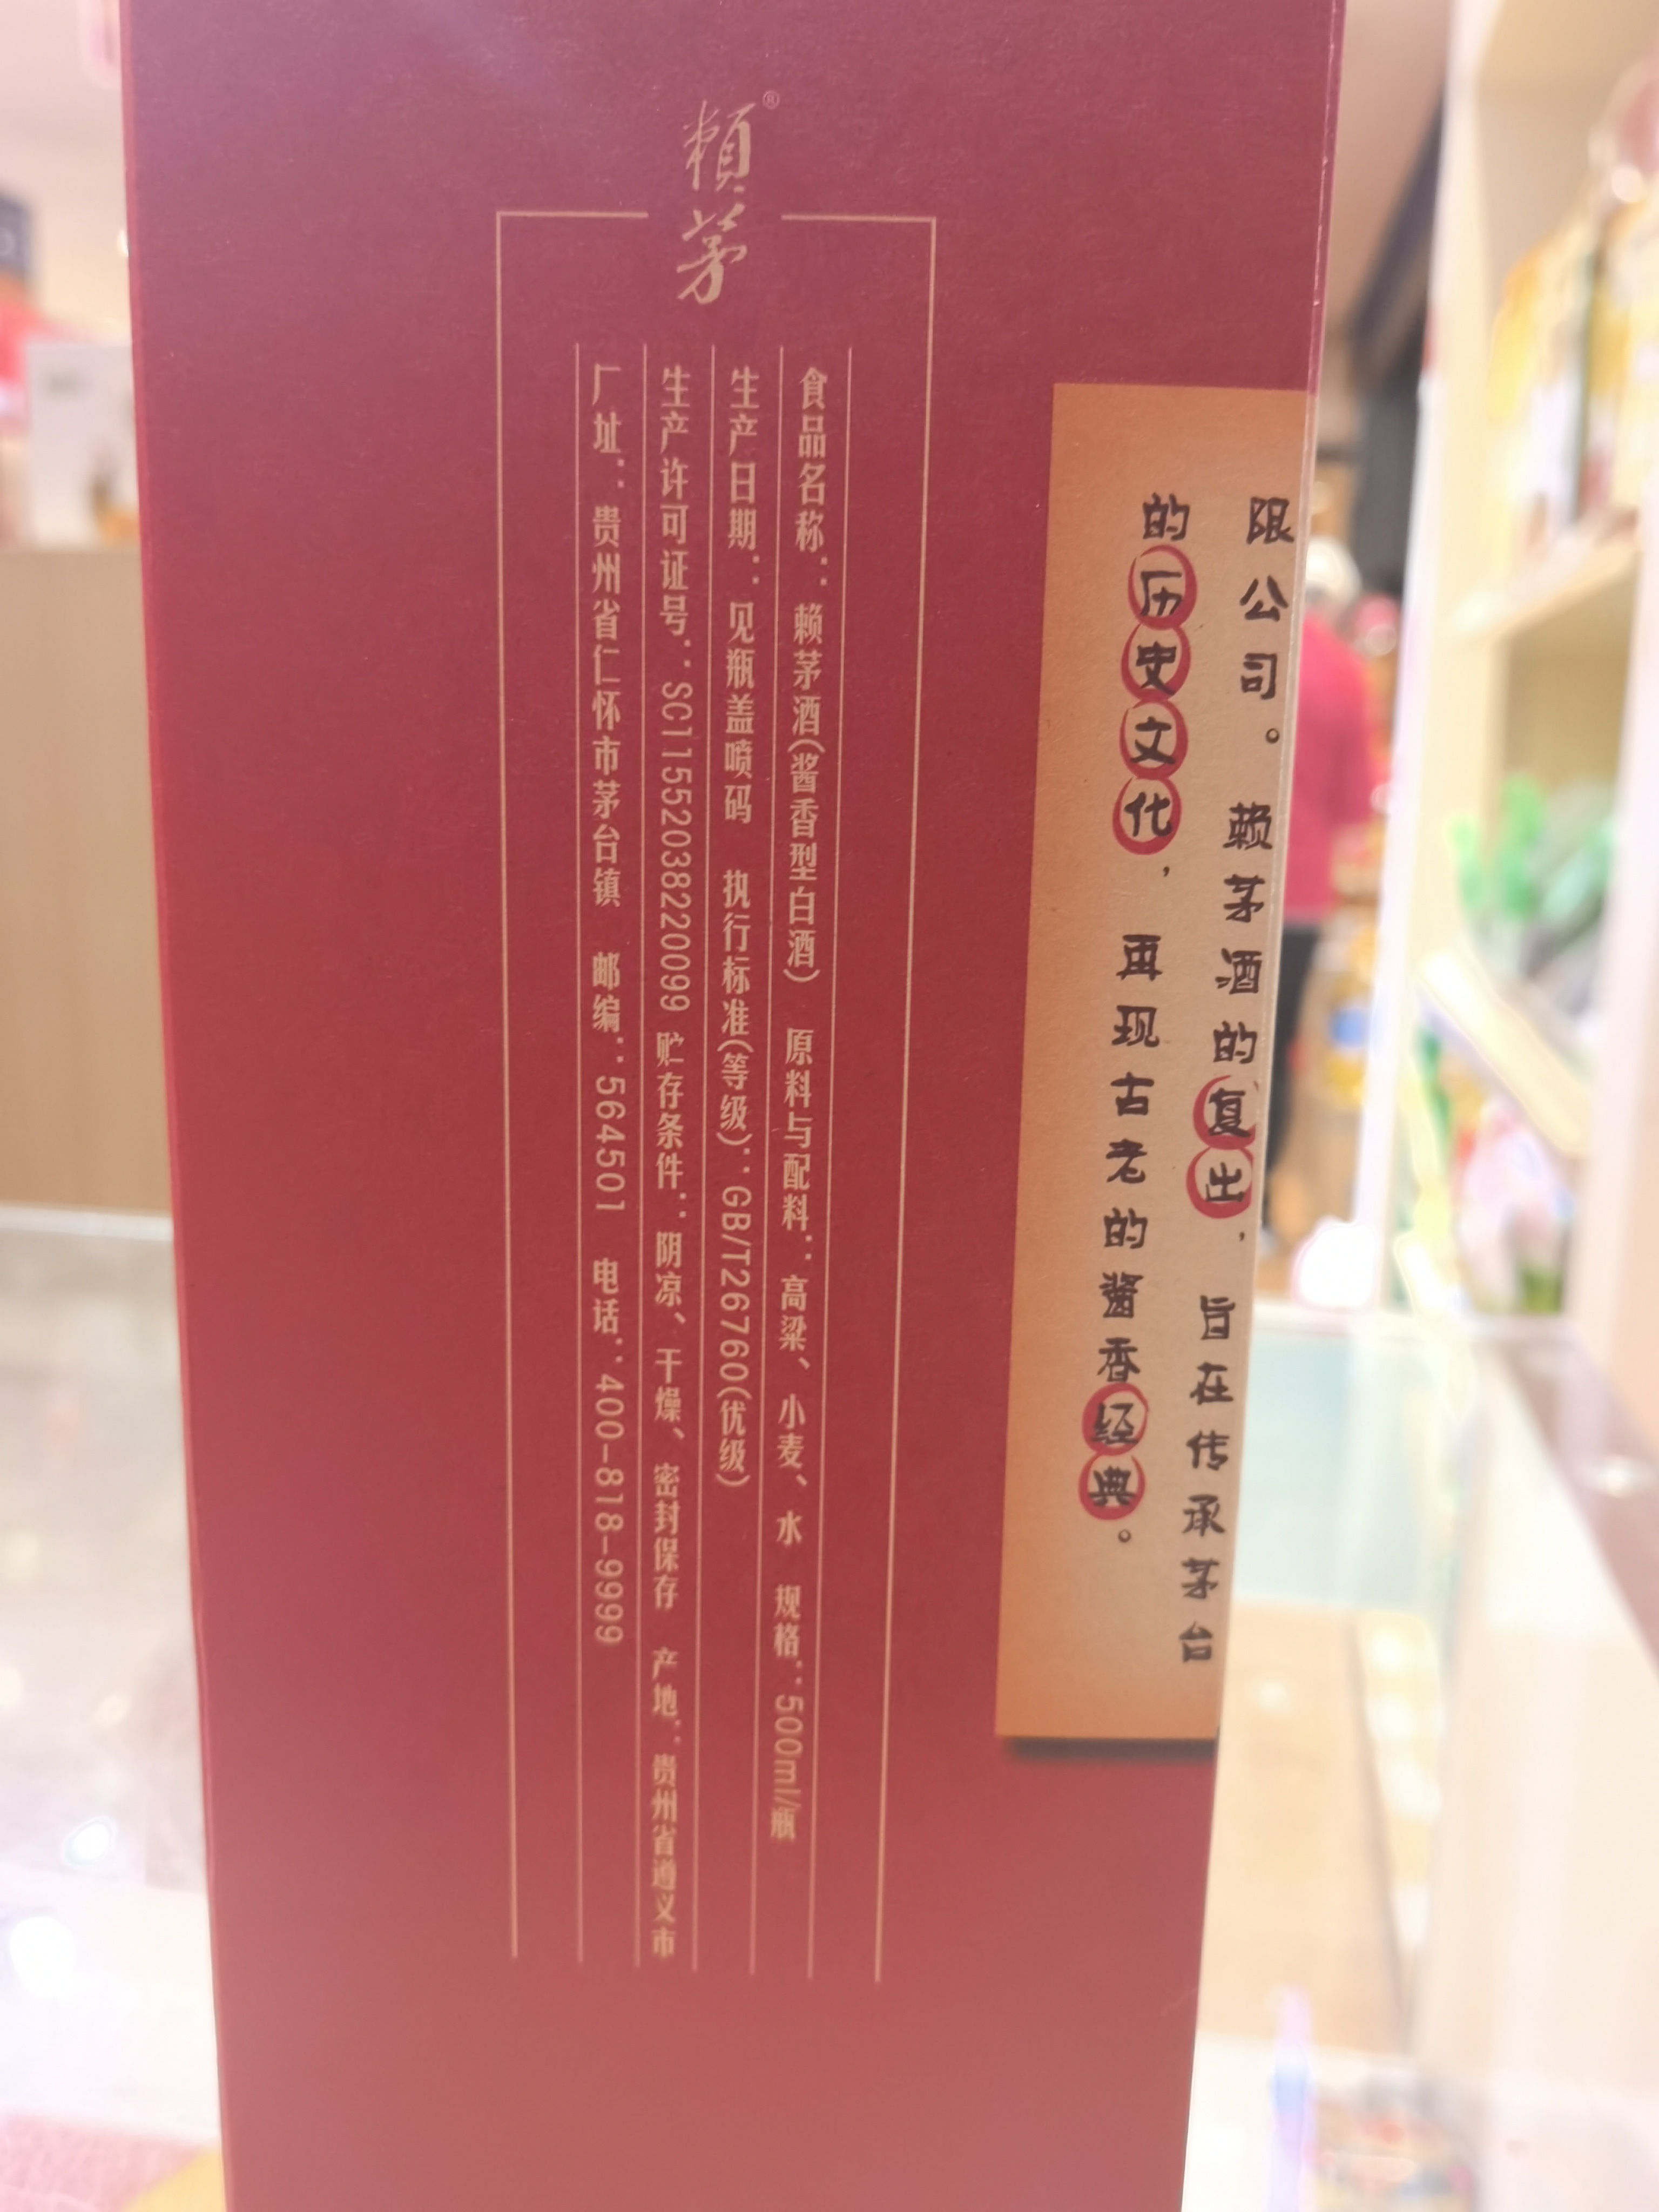 賴茅®
食品名称：赖茅酒(酱香型白酒) 原料与配料：高粱、小麦、水 规格：500ml/瓶
生产日期：见瓶盖喷码 执行标准(等级)：GB/T26760(优级)
生产许可证号：SC11552038220099 贮存条件：阴凉、干燥、密封保存 产地：贵州省遵义市
厂址：贵州省仁怀市茅台镇 邮编：564501 电话：400-818-9999
限公司。赖茅酒的复出，旨在传承茅台
的历史文化，再现古老的酱香经典。